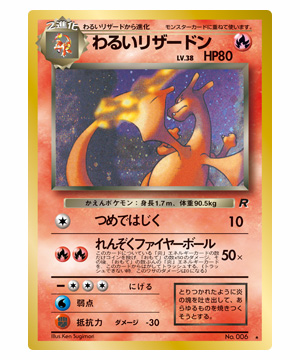 2進化
わるいリザードから進化
モンスターカードに重ねて使います。
わるいリザードン
LV.38 HP80
かえんポケモン：身長1.7m、体重90.5kg
R
つめではじく 10
れんぞくファイヤーボール 50×
にげる
弱点
抵抗力 ダメージ -30
とりつかれたように炎
の塊を吐き出して、あ
らゆるものを焼きつく
そうとする。
Illus.Ken Sugimori
No.006 ★